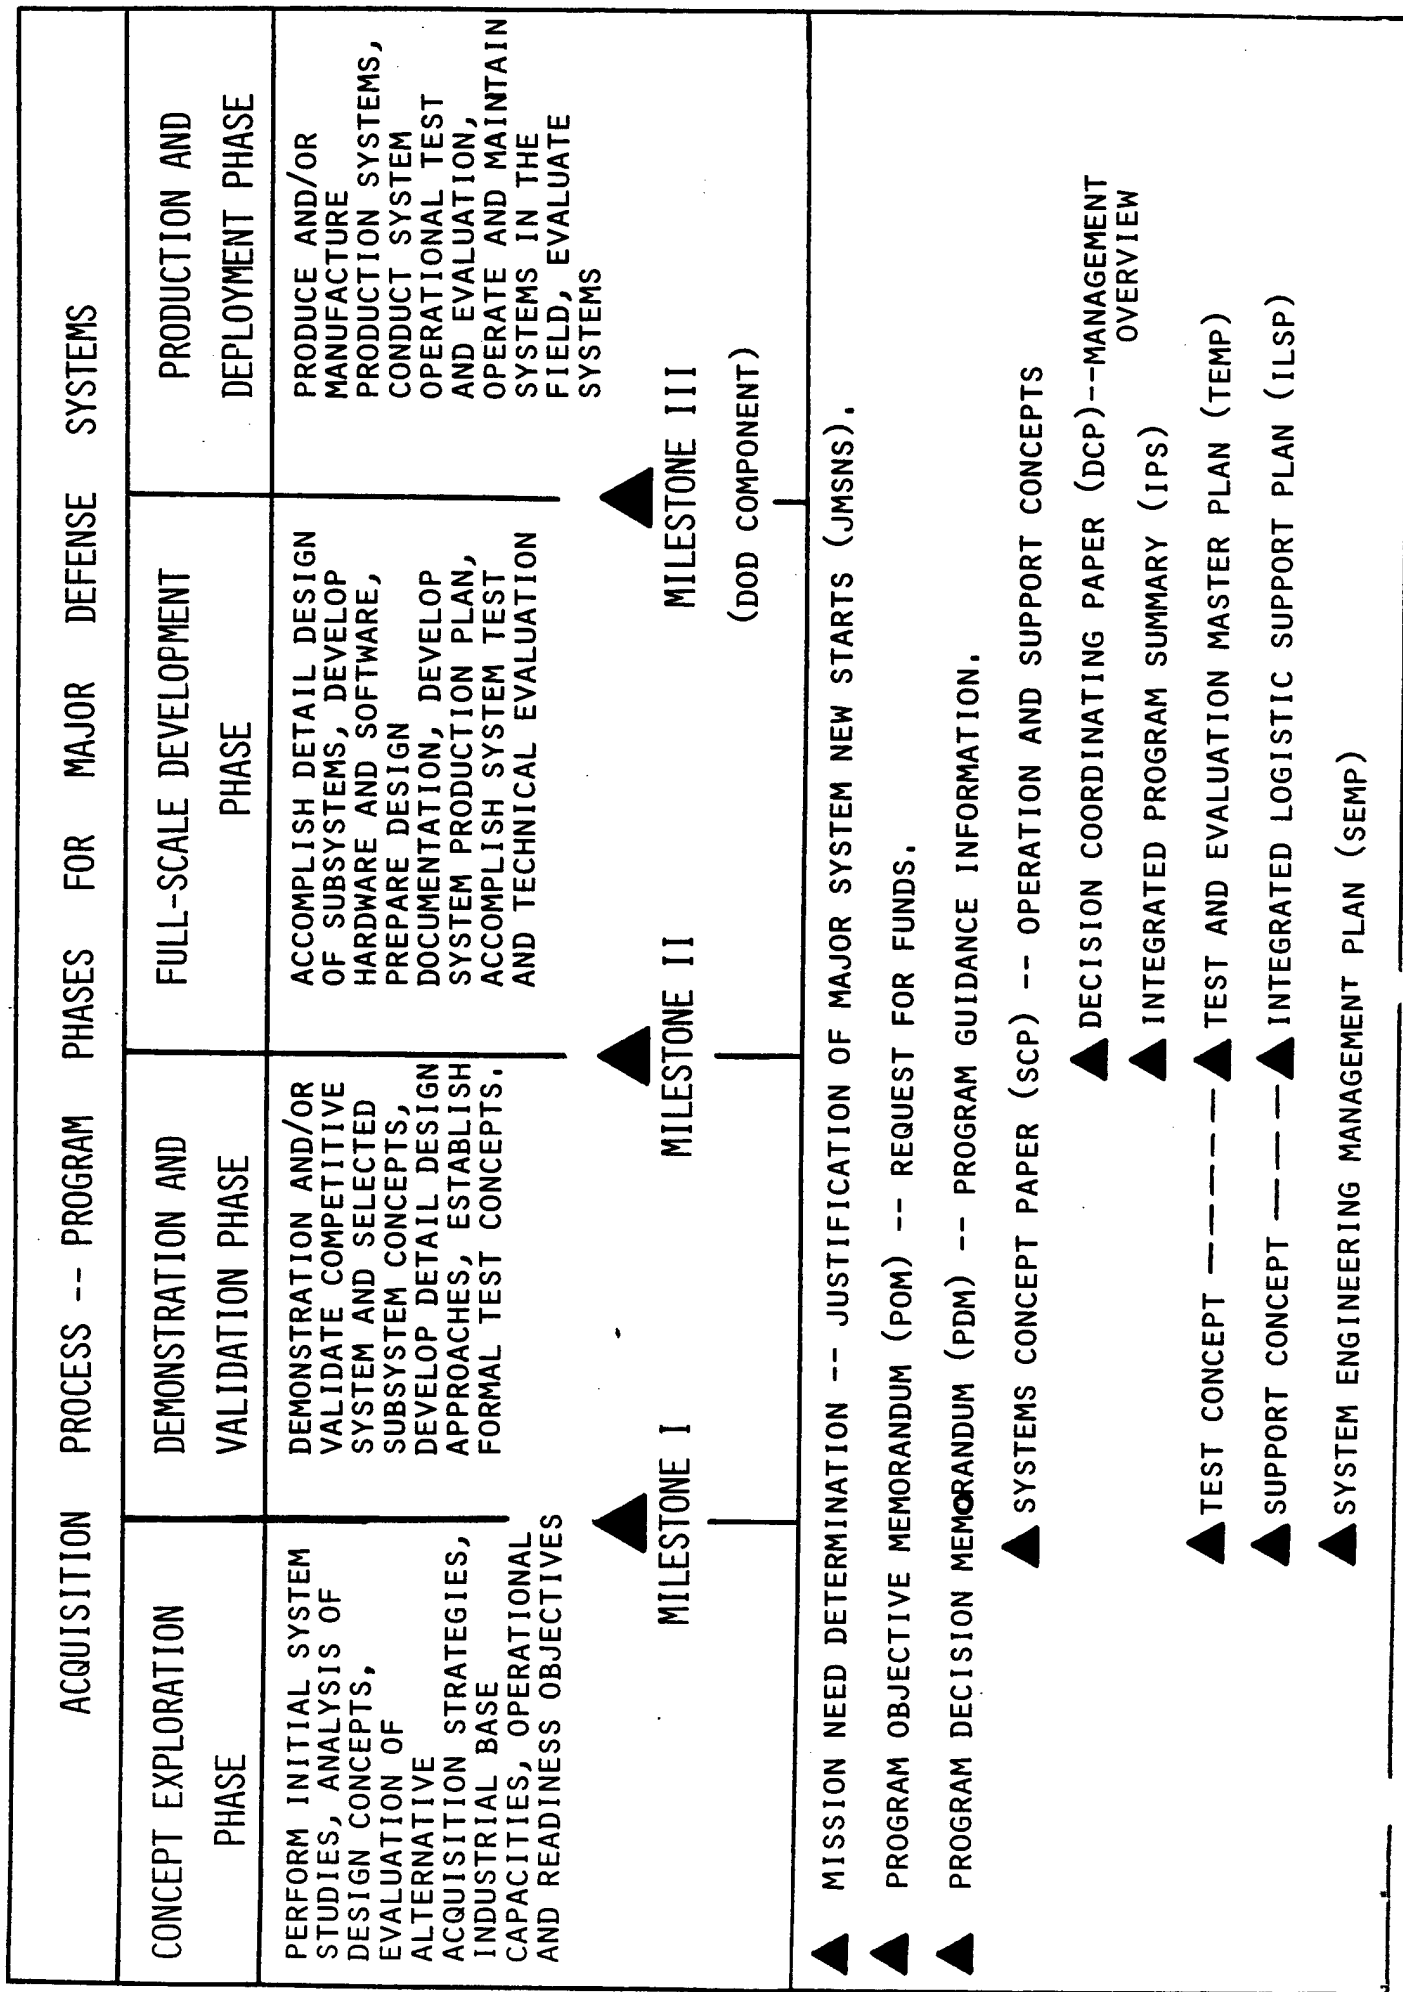 ACQUISITION PROCESS -- PROGRAM PHASES FOR MAJOR DEFENSE SYSTEMS
CONCEPT EXPLORATION
PHASE
DEMONSTRATION AND
VALIDATION PHASE
FULL-SCALE DEVELOPMENT
PHASE
PRODUCTION AND
DEPLOYMENT PHASE
PERFORM INITIAL SYSTEM
STUDIES, ANALYSIS OF
DESIGN CONCEPTS,
EVALUATION OF
ALTERNATIVE
ACQUISITION STRATEGIES,
INDUSTRIAL BASE
CAPACITIES, OPERATIONAL
AND READINESS OBJECTIVES
DEMONSTRATION AND/OR
VALIDATE COMPETITIVE
SYSTEM AND SELECTED
SUBSYSTEM CONCEPTS,
DEVELOP DETAIL DESIGN
APPROACHES, ESTABLISH
FORMAL TEST CONCEPTS.
ACCOMPLISH DETAIL DESIGN
OF SUBSYSTEMS, DEVELOP
HARDWARE AND SOFTWARE,
PREPARE DESIGN
DOCUMENTATION, DEVELOP
SYSTEM PRODUCTION PLAN,
ACCOMPLISH SYSTEM TEST
AND TECHNICAL EVALUATION
PRODUCE AND/OR
MANUFACTURE
PRODUCTION SYSTEMS,
CONDUCT SYSTEM
OPERATIONAL TEST
AND EVALUATION,
OPERATE AND MAINTAIN
SYSTEMS IN THE
FIELD, EVALUATE
SYSTEMS
MILESTONE I
MILESTONE II
MILESTONE III
(DOD COMPONENT)
MISSION NEED DETERMINATION -- JUSTIFICATION OF MAJOR SYSTEM NEW STARTS (JMSNS).
PROGRAM OBJECTIVE MEMORANDUM (POM) -- REQUEST FOR FUNDS.
PROGRAM DECISION MEMORANDUM (PDM) -- PROGRAM GUIDANCE INFORMATION.
SYSTEMS CONCEPT PAPER (SCP) -- OPERATION AND SUPPORT CONCEPTS
DECISION COORDINATING PAPER (DCP)--MANAGEMENT
OVERVIEW
INTEGRATED PROGRAM SUMMARY (IPS)
TEST CONCEPT ------ TEST AND EVALUATION MASTER PLAN (TEMP)
SUPPORT CONCEPT ---- INTEGRATED LOGISTIC SUPPORT PLAN (ILSP)
SYSTEM ENGINEERING MANAGEMENT PLAN (SEMP)